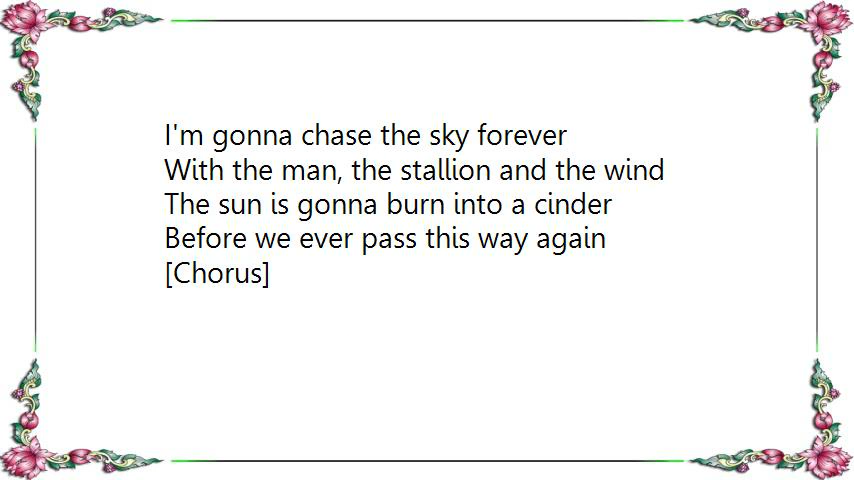 I'm gonna chase the sky forever
With the man, the stallion and the wind
The sun is gonna burn into a cinder
Before we ever pass this way again
[Chorus]